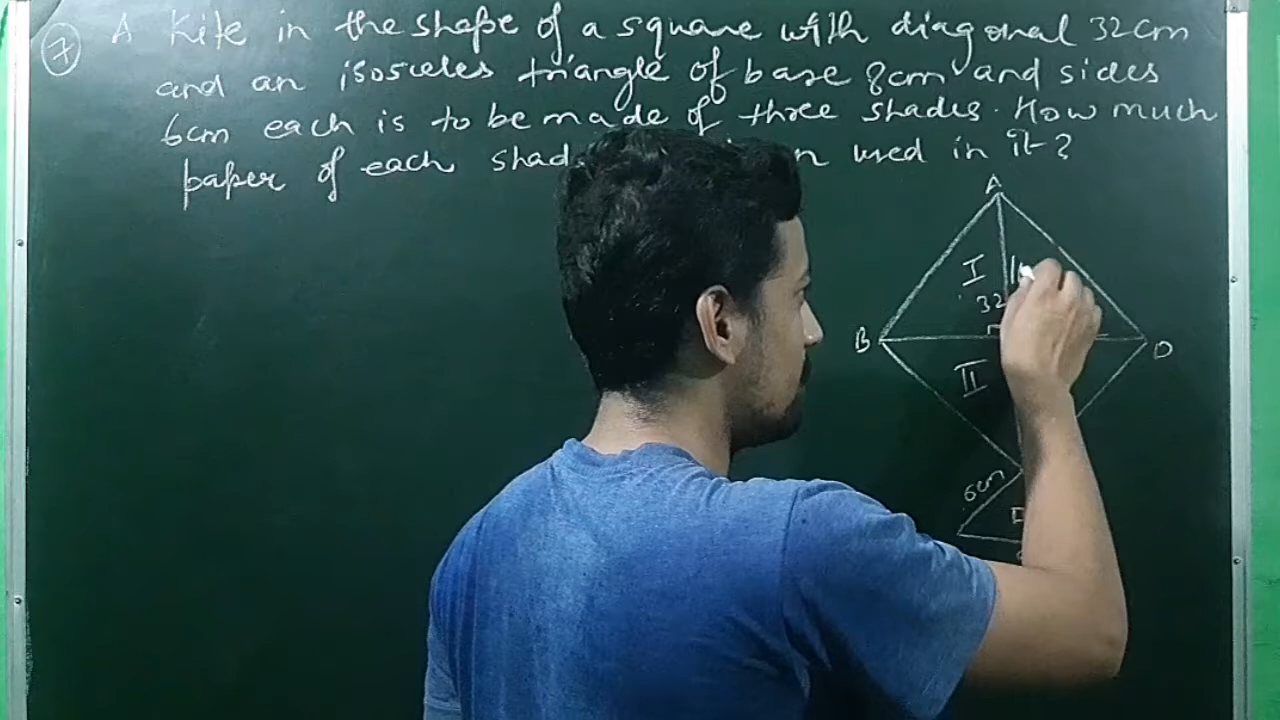 7 A Kite in the shape of a square with diagonal 32cm
and an isosceles triangle of base 8cm and sides
6cm each is to be made of three shades. How much
paper of each used in it?
A
I
32
B
D
II
6cm